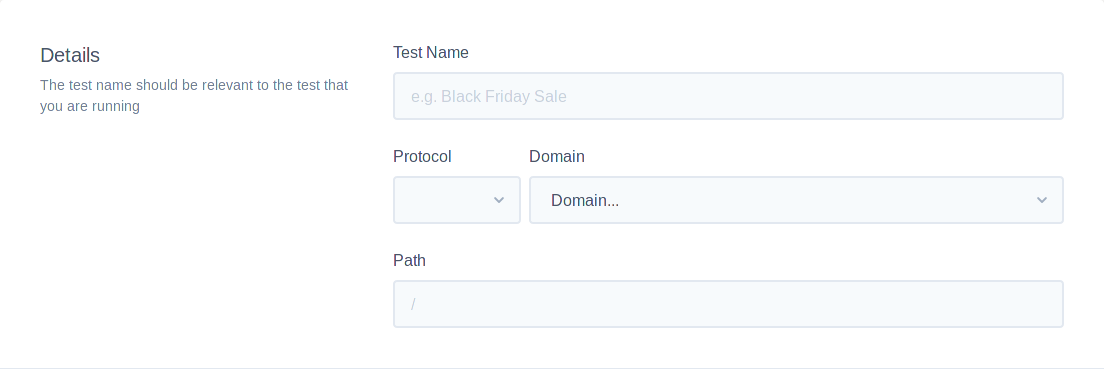 Details
The test name should be relevant to the test that
you are running
Test Name
e.g. Black Friday Sale
Protocol
Domain
Domain...
Path
/